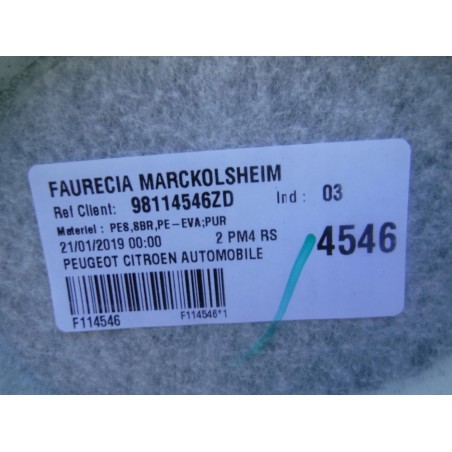 FAURECIA MARCKOLSHEIM
Ref Client: 98114546ZD Ind : 03
Materiel : PES,SBR,PE-EVA;PUR
21/01/2019 00:00 2 PM4 RS
4546
PEUGEOT CITROEN AUTOMOBILE
F114546 F114546*1